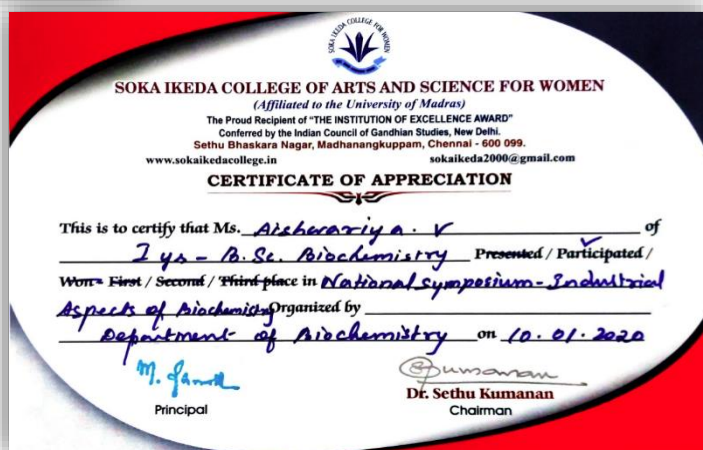 SOKA IKEDA COLLEGE FOR WOMEN
SOKA IKEDA COLLEGE OF ARTS AND SCIENCE FOR WOMEN
(Affiliated to the University of Madras)
The Proud Recipient of "THE INSTITUTION OF EXCELLENCE AWARD"
Conferred by the Indian Council of Gandhian Studies, New Delhi.
Sethu Bhaskara Nagar, Madhanangkuppam, Chennai - 600 099.
www.sokaikedacollege.in sokaikeda2000@gmail.com
CERTIFICATE OF APPRECIATION
This is to certify that Ms. Aishwariya. V of
I yr - B.Sc. Biochemistry Presented / Participated /
Won - First / Second / Third place in National symposium - Industrial
Aspects of Biochemistry Organized by
Department of Biochemistry on 10.01.2020
Principal
Dr. Sethu Kumanan
Chairman